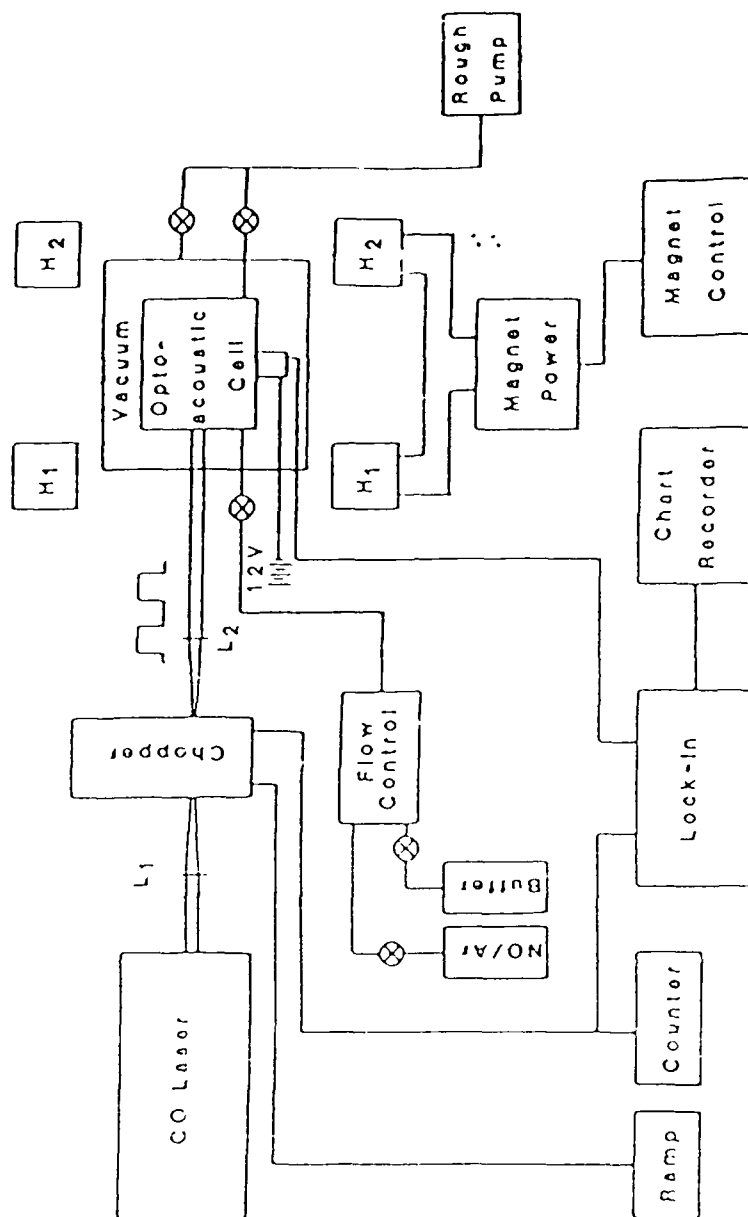 H1
H2
Vacuum
Opto-
acoustic
Cell
CO Laser
L1
Chopper
L2
12V
Rough
Pump
H1
H2
NO/Ar
Buffer
Flow
Control
Magnet
Power
Ramp
Counter
Lock-In
Chart
Recorder
Magnet
Control